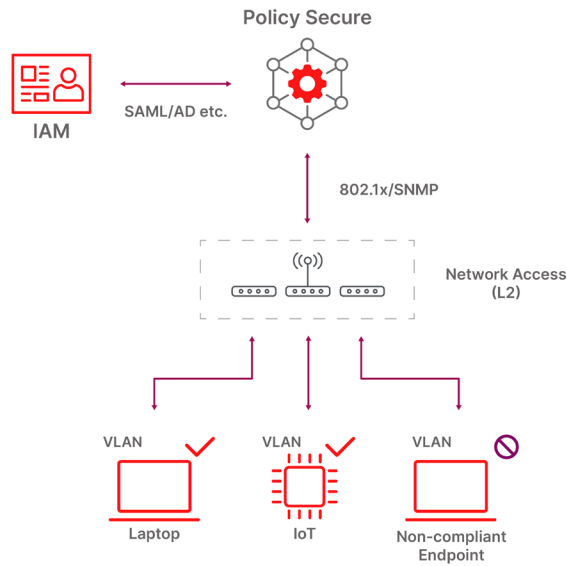 Policy Secure
SAML/AD etc.
IAM
802.1x/SNMP
Network Access
(L2)
VLAN
VLAN
VLAN
Laptop
IoT
Non-compliant
Endpoint